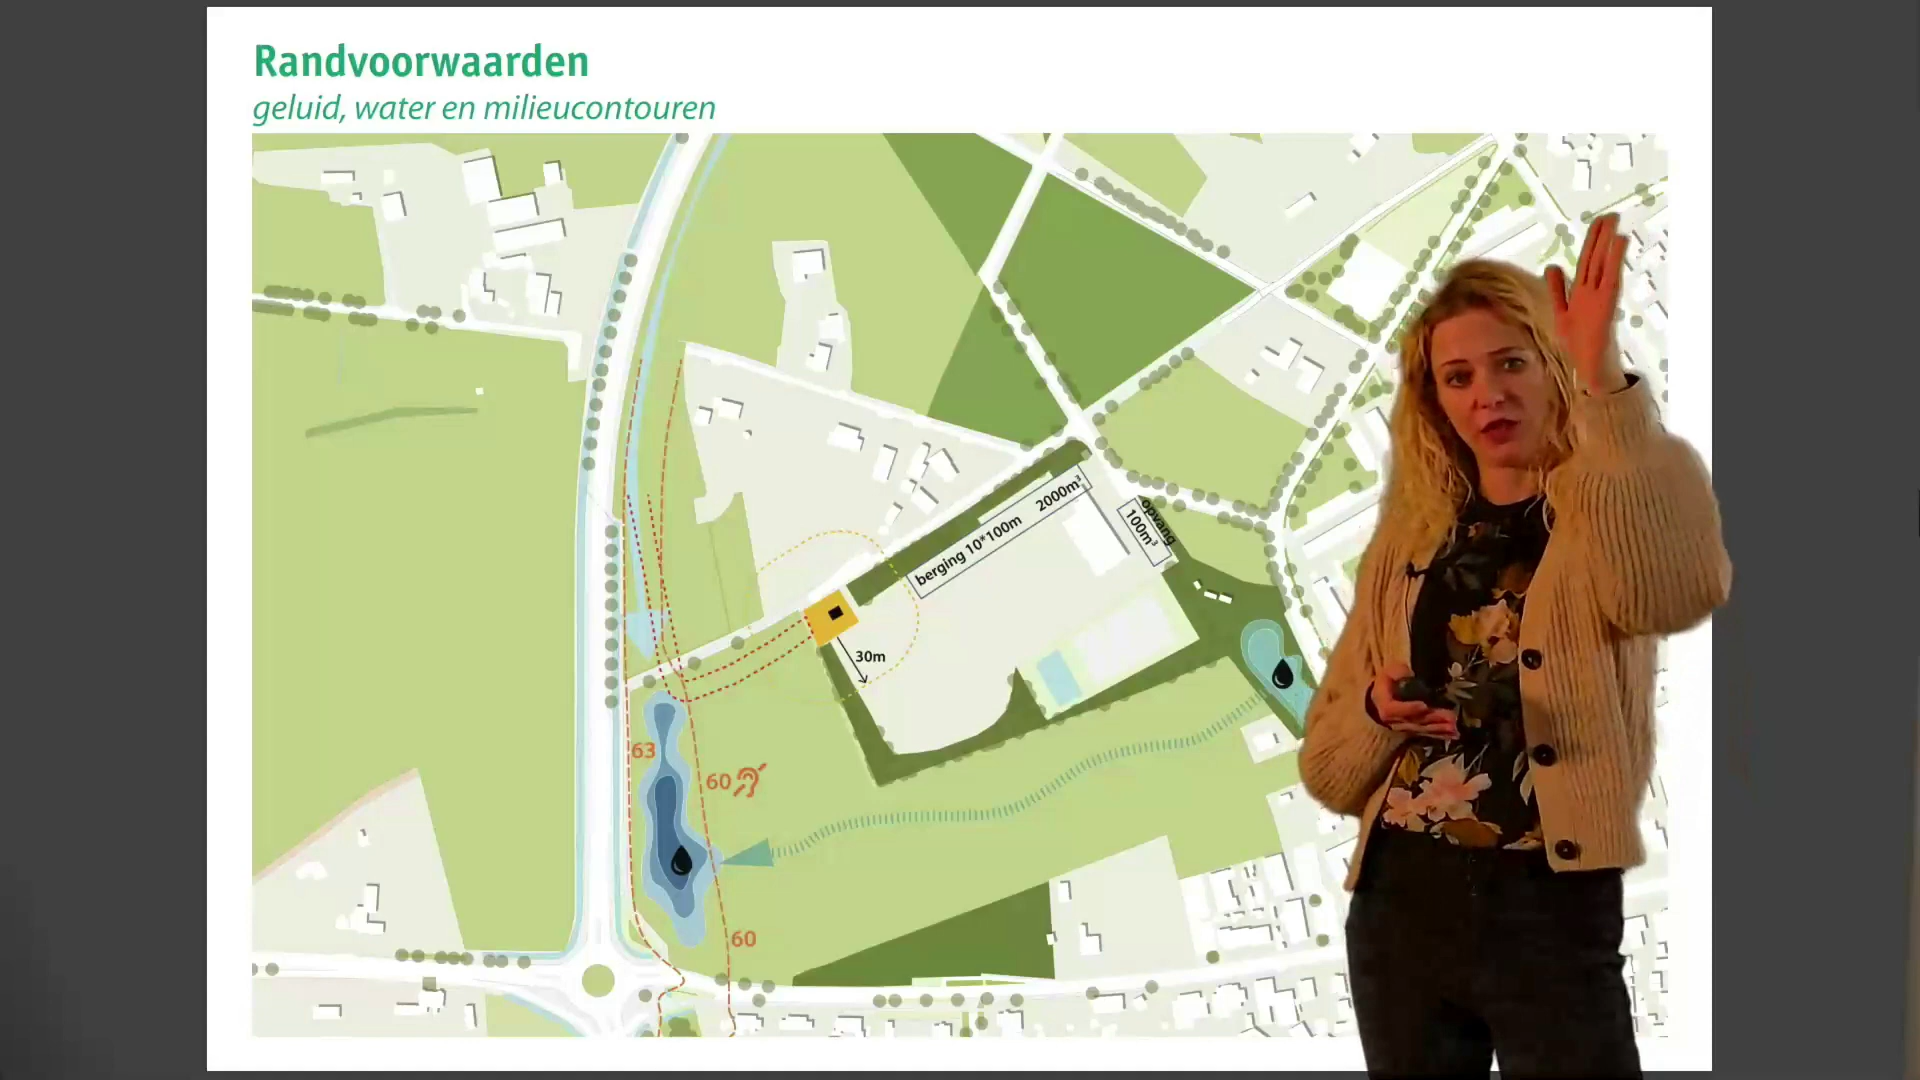 Randvoorwaarden
geluid, water en milieucontouren
berging 10*100m 2000m³
opvang
100m³
30m
63
60
60